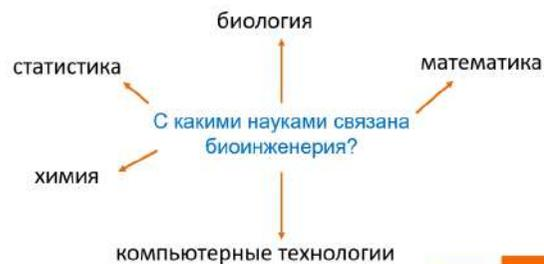 биология
статистика
математика
С какими науками связана
биоинженерия?
химия
компьютерные технологии